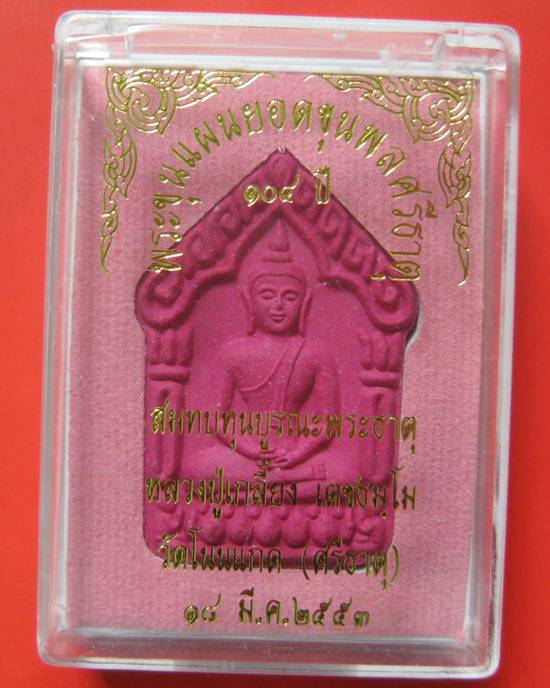 พระขุนแผนยอดขุนพลศรีธาตุ
๑๐๔ ปี
สมทบทุนบูรณะพระธาตุ
หลวงปู่เกลี้ยง เตชธมฺโม
วัดโนนแกด (ศรีธาตุ)
๑๘ มี.ค.๒๕๕๓